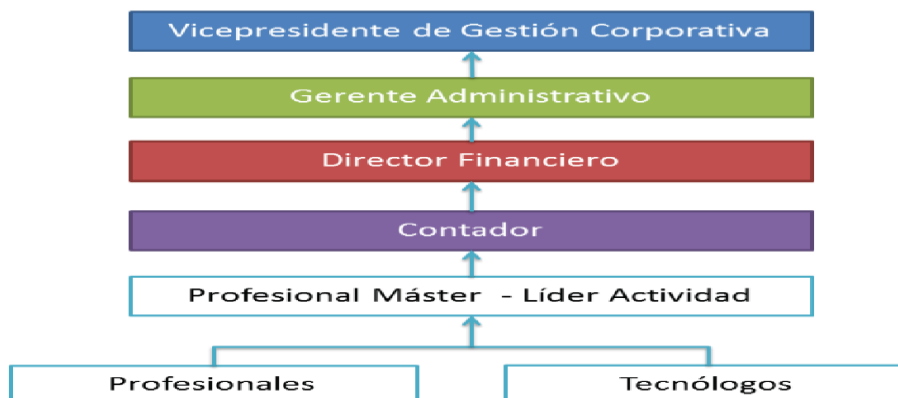 Vicepresidente de Gestión Corporativa
Gerente Administrativo
Director Financiero
Contador
Profesional Máster - Líder Actividad
Profesionales
Tecnólogos